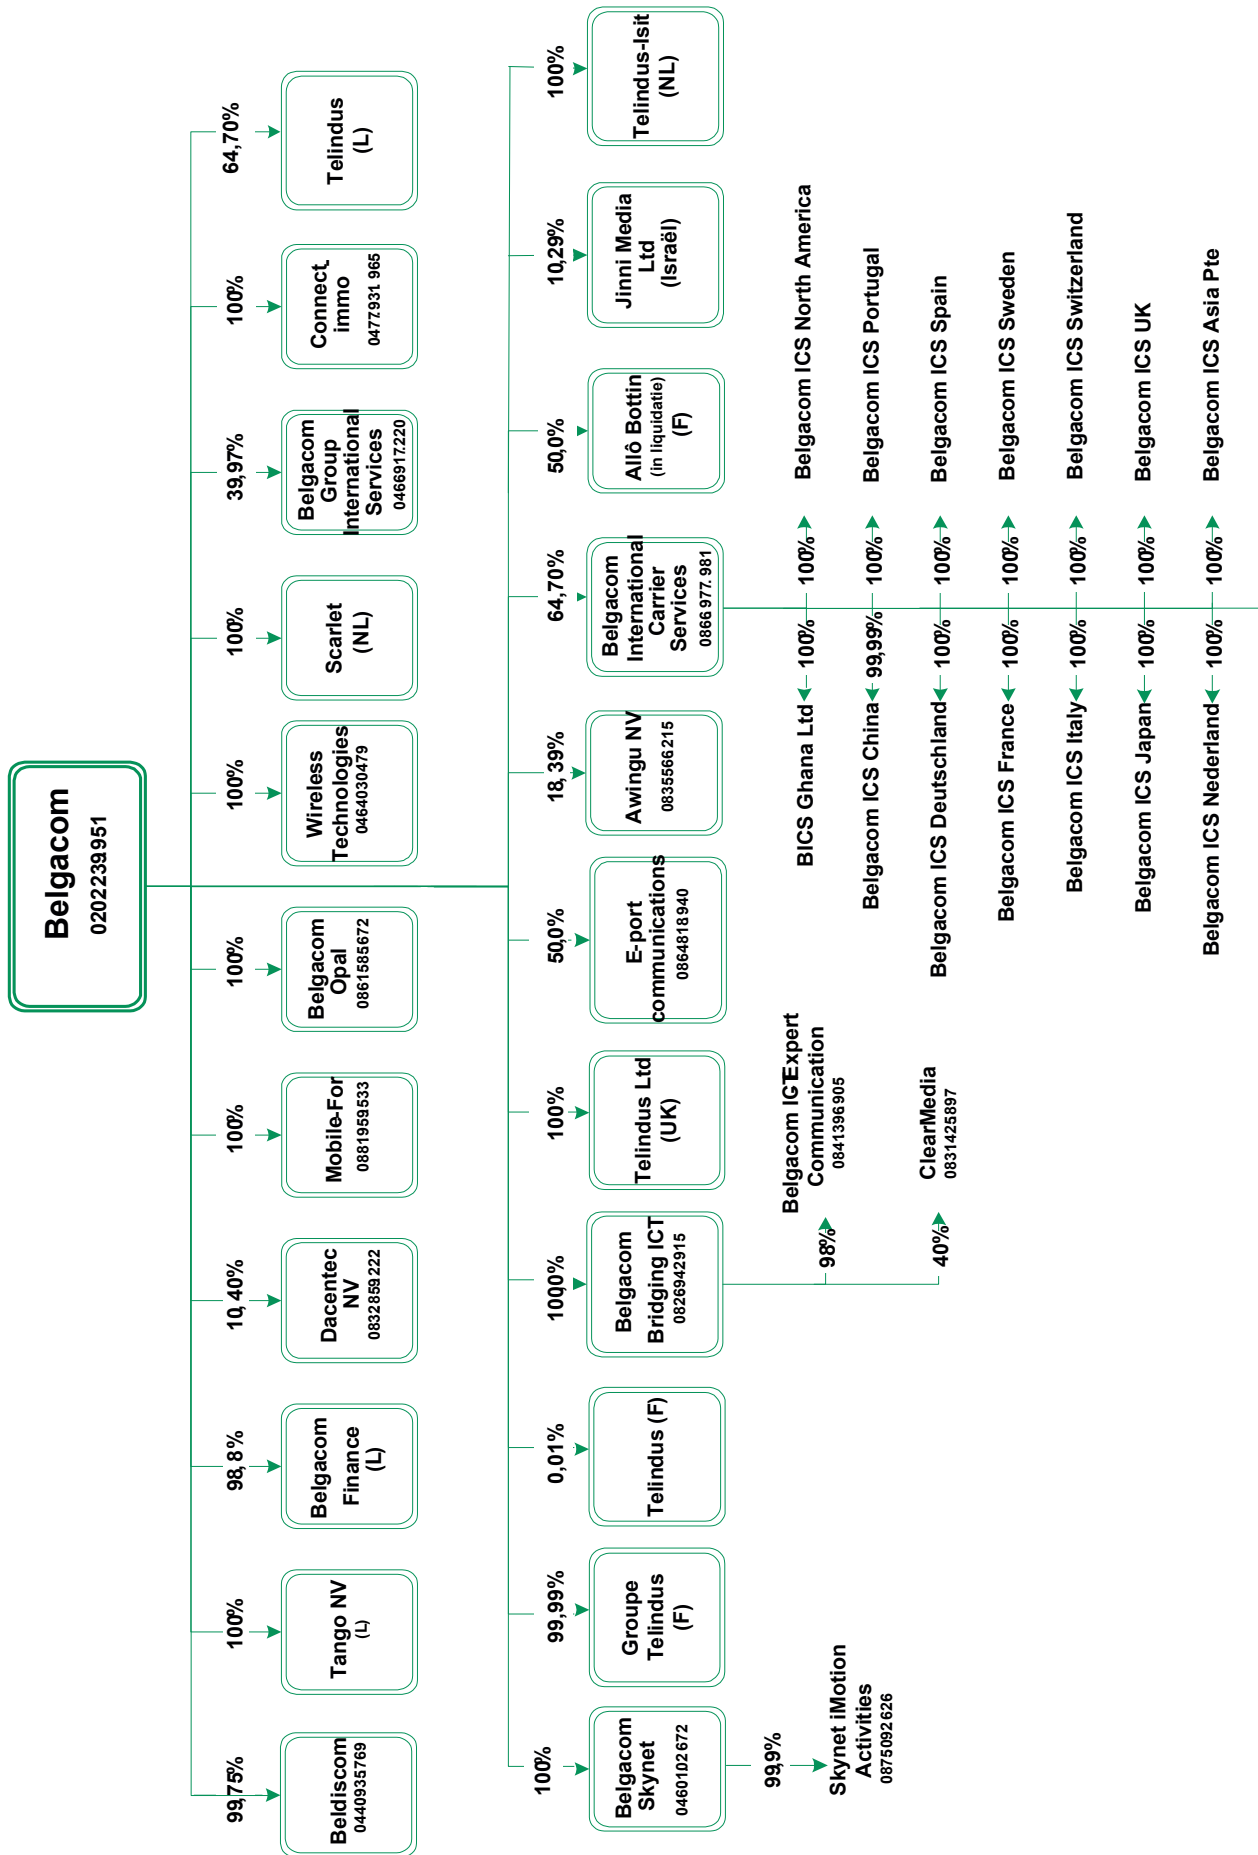 Belgacom
0202239951
99,75%
100%
98,8%
10,40%
100%
100%
100%
100%
39,97%
100%
64,70%
Beldiscom
0440935769
Tango NV
(L)
Belgacom
Finance
(L)
Dacentec
NV
0832859222
Mobile-For
0881959533
Belgacom
Opal
0861585672
Wireless
Technologies
0464030479
Scarlet
(NL)
Belgacom
Group
International
Services
0466917220
Connect
immo
0477931965
Telindus
(L)
100%
99,99%
0,01%
100%
100%
50,0%
18,39%
64,70%
50,0%
10,29%
100%
Belgacom
Skynet
0460102672
Groupe
Telindus
(F)
Telindus (F)
Belgacom
Bridging ICT
0826942915
Telindus Ltd
(UK)
E-port
communications
0864818940
Awingu NV
0835566215
Belgacom
International
Carrier
Services
0866977.981
Allô Bottin
(in liquidatie)
(F)
Jinni Media
Ltd
(Israël)
Telindus-Isit
(NL)
99,9%
Skynet iMotion
Activities
0875092626
98%
Belgacom ICT Expert
Communication
0841396905
40%
ClearMedia
0831425897
BICS Ghana Ltd 100% 100% Belgacom ICS North America
Belgacom ICS China 99,99% 100% Belgacom ICS Portugal
Belgacom ICS Deutschland 100% 100% Belgacom ICS Spain
Belgacom ICS France 100% 100% Belgacom ICS Sweden
Belgacom ICS Italy 100% 100% Belgacom ICS Switzerland
Belgacom ICS Japan 100% 100% Belgacom ICS UK
Belgacom ICS Nederland 100% 100% Belgacom ICS Asia Pte